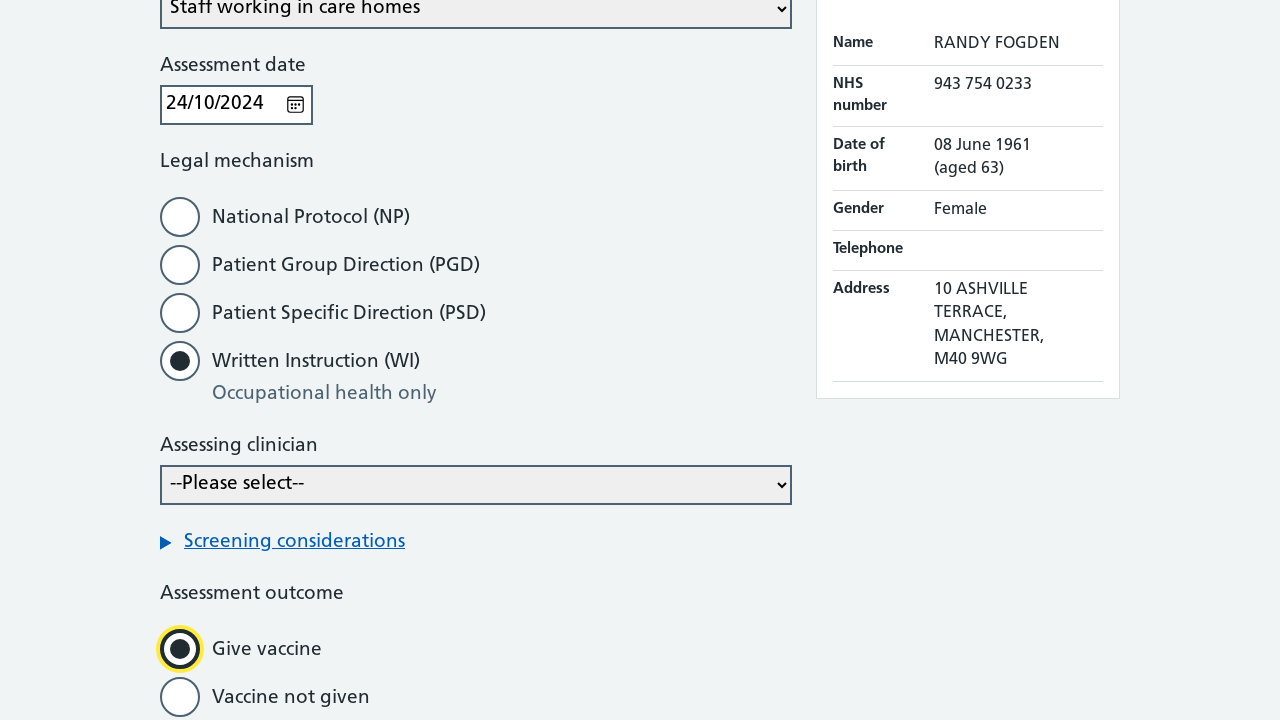 Staff working in care homes
Assessment date
24/10/2024
Legal mechanism
National Protocol (NP)
Patient Group Direction (PGD)
Patient Specific Direction (PSD)
Written Instruction (WI)
Occupational health only
Assessing clinician
--Please select--
Screening considerations
Assessment outcome
Give vaccine
Vaccine not given
Name RANDY FOGDEN
NHS number 943 754 0233
Date of birth 08 June 1961 (aged 63)
Gender Female
Telephone
Address 10 ASHVILLE
TERRACE,
MANCHESTER,
M40 9WG